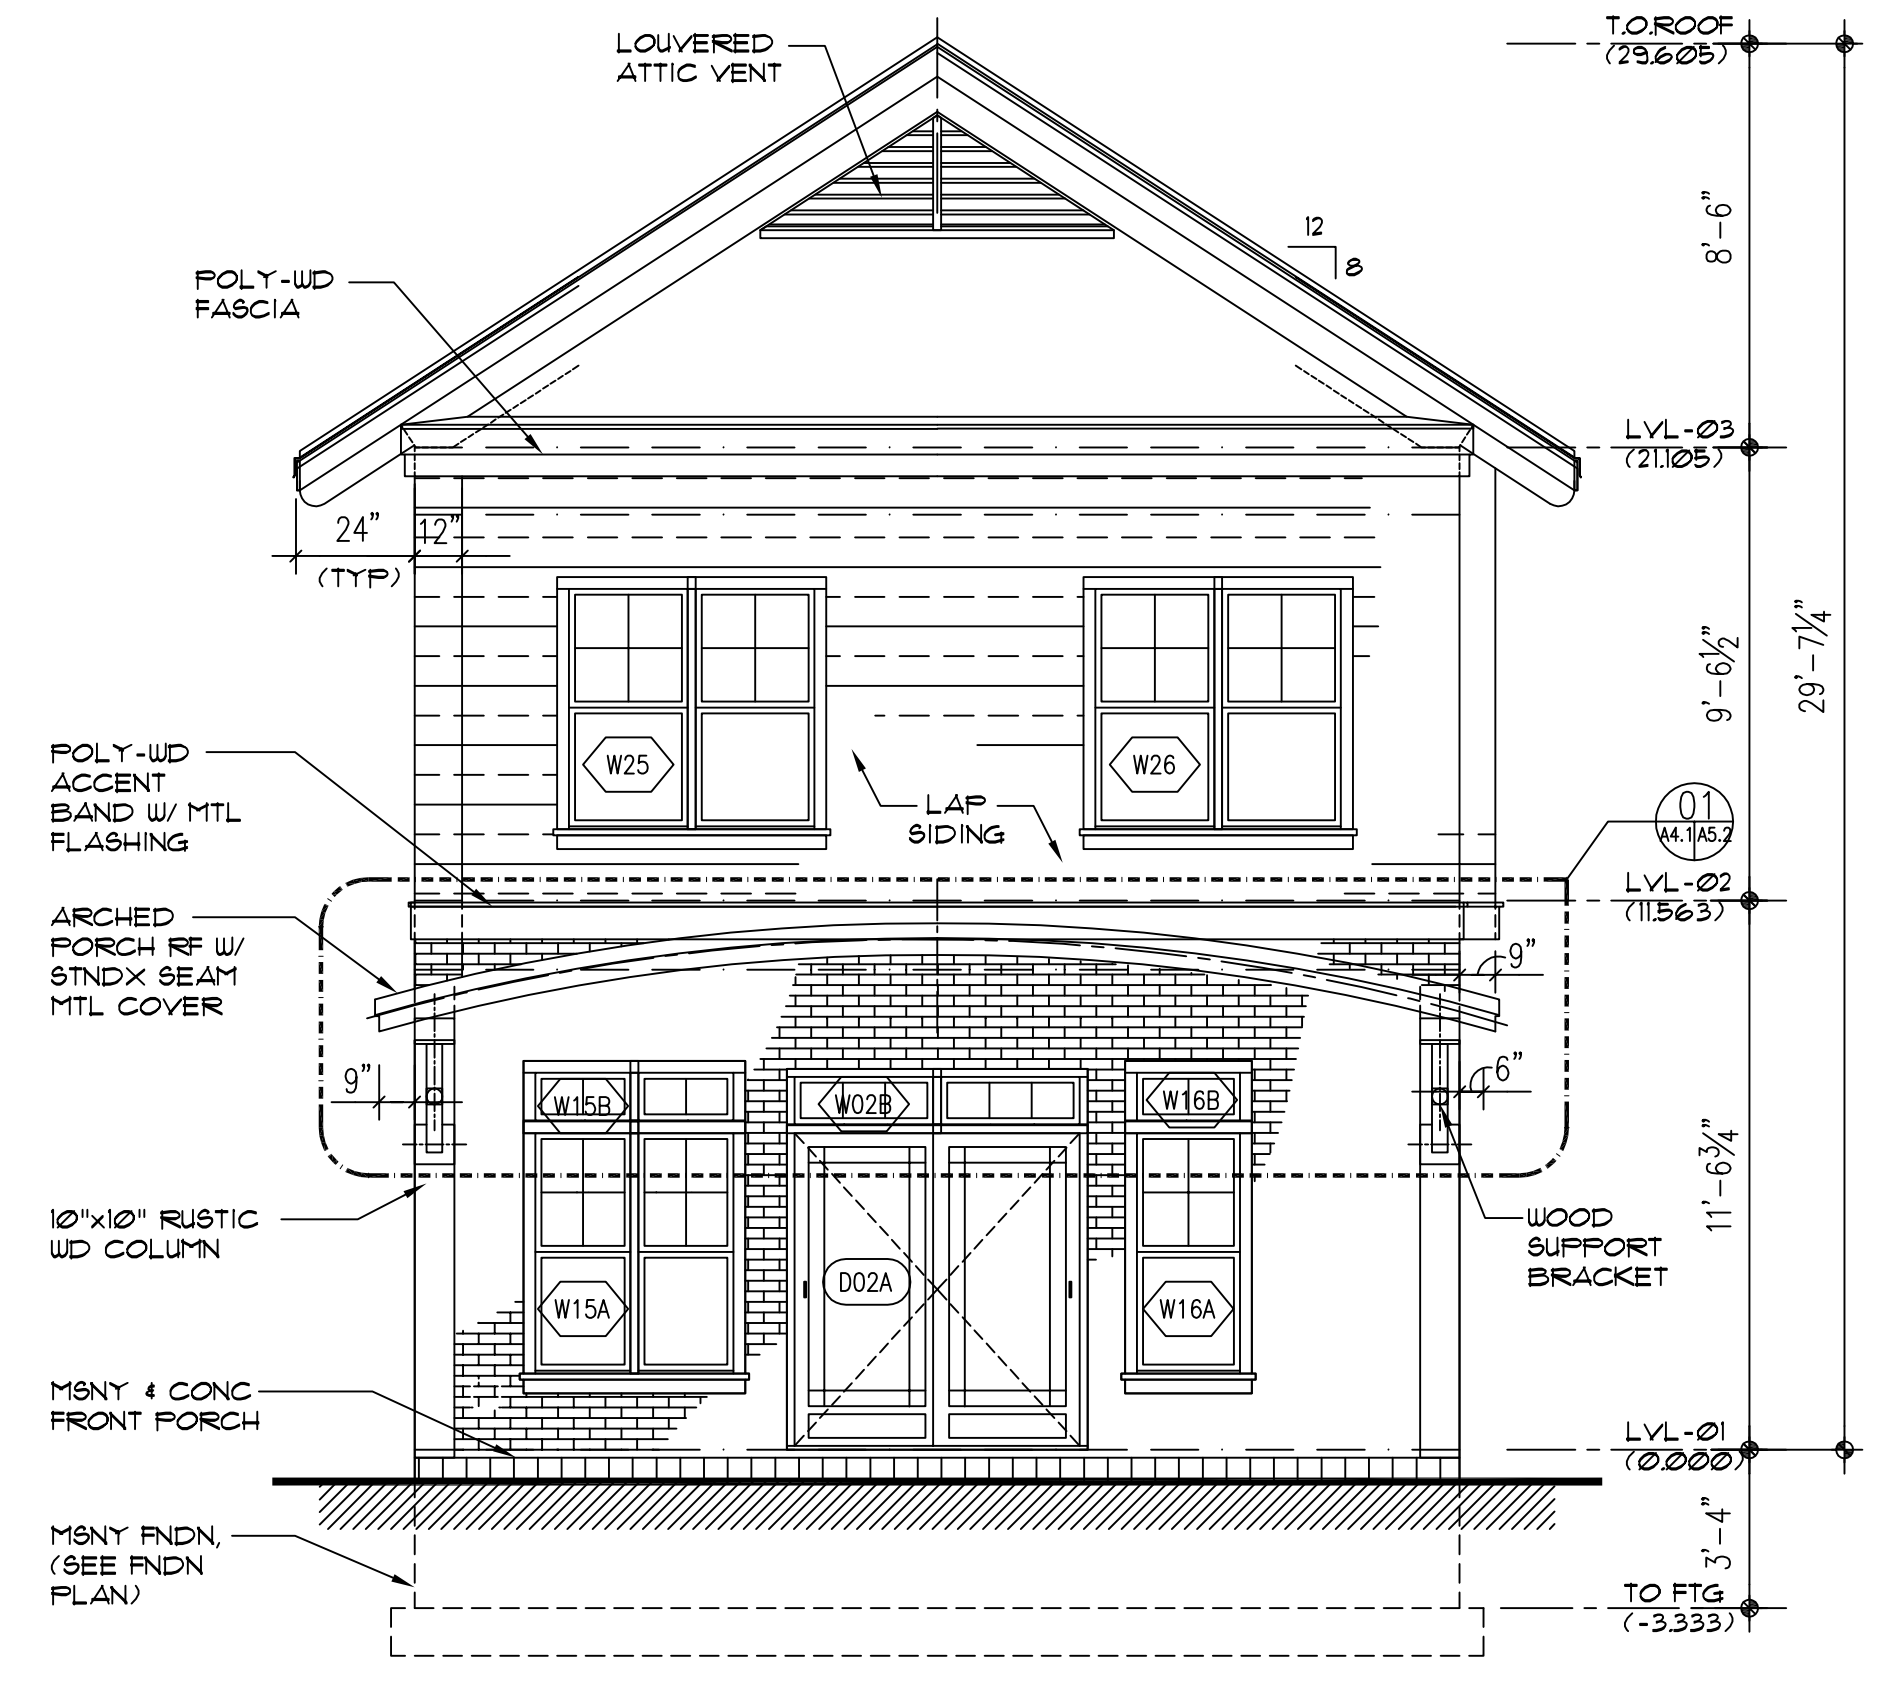 LOUVERED
ATTIC VENT
T.O.ROOF
(29.605)
8'-6"
12
8
POLY-WD
FASCIA
LVL-03
(21.105)
24"
12"
(TYP)
9'-6½"
29'-7¼"
W25
W26
POLY-WD
ACCENT
BAND W/ MTL
FLASHING
LAP
SIDING
01
A4.1
A5.2
LVL-02
(11.563)
ARCHED
PORCH RF W/
STNDX SEAM
MTL COVER
9"
9"
6"
W15B
W02B
W16B
11'-6¾"
10"x10" RUSTIC
WD COLUMN
WOOD
SUPPORT
BRACKET
D02A
W15A
W16A
MSNY & CONC
FRONT PORCH
LVL-01
(0.000)
3'-4"
MSNY FNDN,
(SEE FNDN
PLAN)
TO FTG
(-3.333)